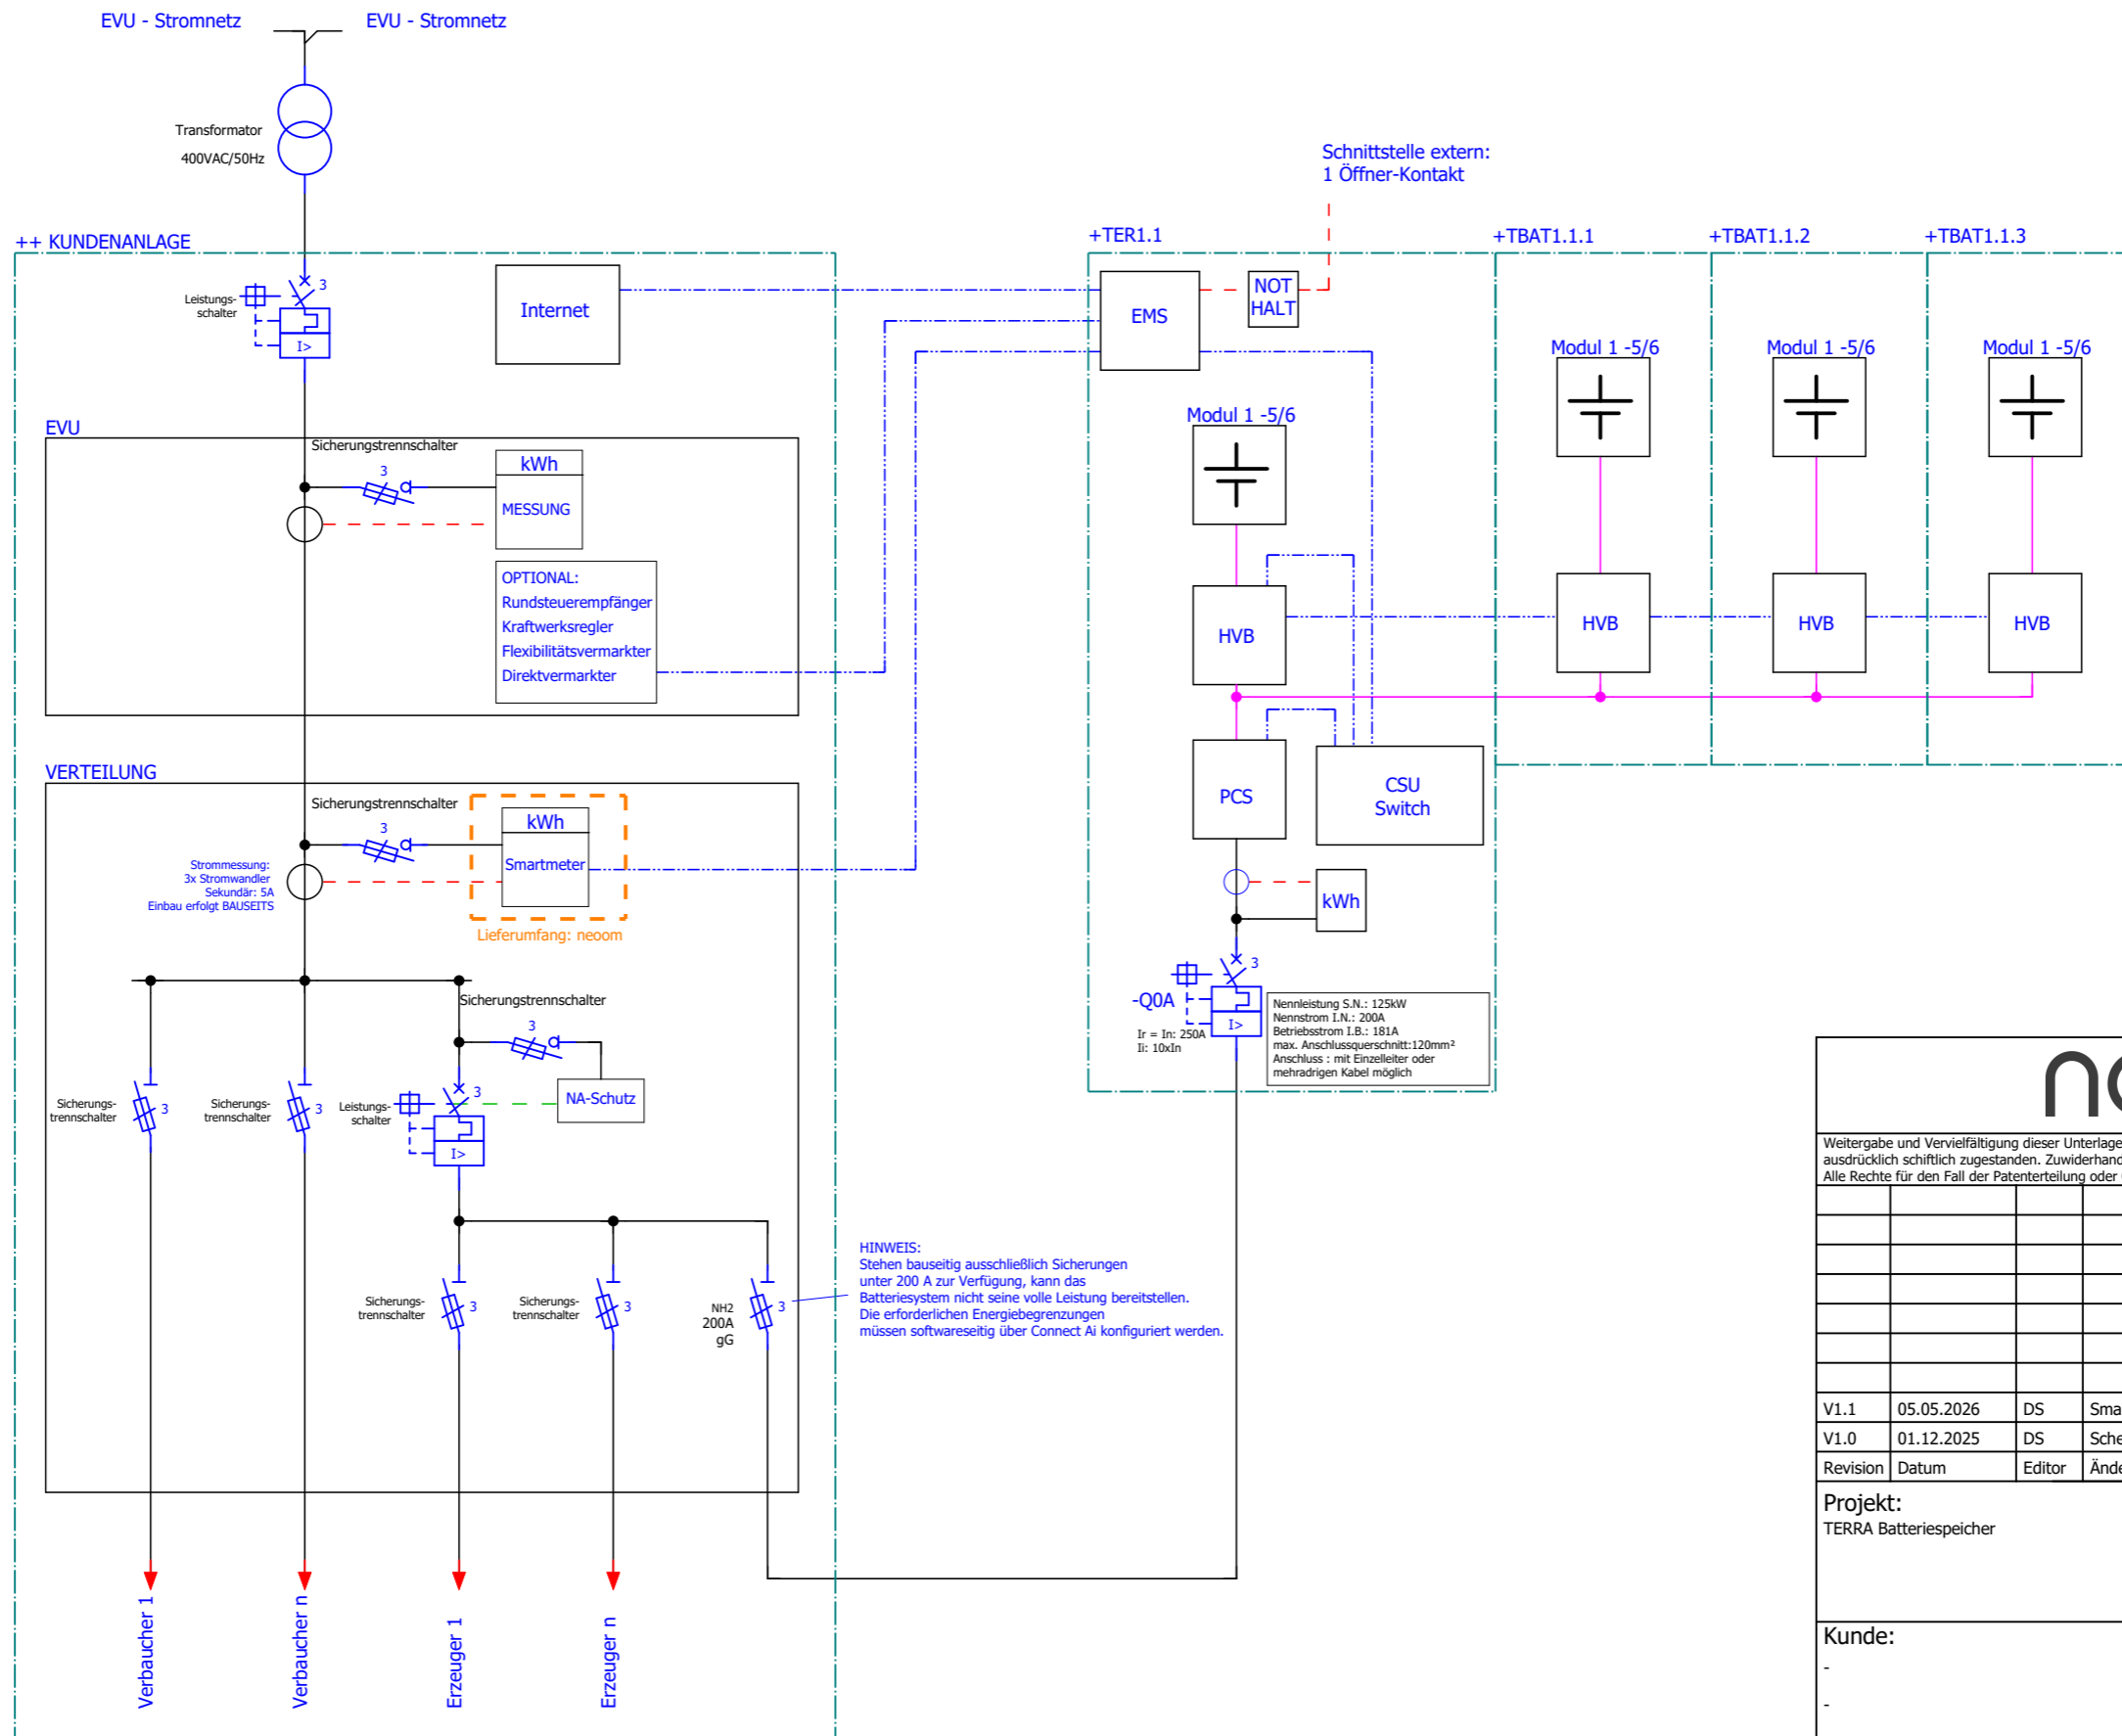 EVU - Stromnetz
EVU - Stromnetz
Transformator
400VAC/50Hz
Schnittstelle extern:
1 Öffner-Kontakt
++ KUNDENANLAGE
+TER1.1
+TBAT1.1.1
+TBAT1.1.2
+TBAT1.1.3
Leistungs-
schalter
3
I>
Internet
EMS
NOT
HALT
Modul 1 -5/6
Modul 1 -5/6
Modul 1 -5/6
Modul 1 -5/6
EVU
Sicherungstrennschalter
3
kWh
MESSUNG
OPTIONAL:
Rundsteuerempfänger
Kraftwerksregler
Flexibilitätsvermarkter
Direktvermarkter
HVB
HVB
HVB
HVB
VERTEILUNG
Sicherungstrennschalter
3
kWh
Smartmeter
Lieferumfang: neoom
Strommessung:
3x Stromwandler
Sekundär: 5A
Einbau erfolgt BAUSEITS
PCS
CSU
Switch
kWh
3
-Q0A
I>
Ir = In: 250A
Ii: 10xIn
Nennleistung S.N.: 125kW
Nennstrom I.N.: 200A
Betriebsstrom I.B.: 181A
max. Anschlussquerschnitt:120mm²
Anschluss : mit Einzelleiter oder
mehradrigen Kabel möglich
Sicherungstrennschalter
3
Sicherungs-
trennschalter
3
Sicherungs-
trennschalter
3
Leistungs-
schalter
3
I>
NA-Schutz
Sicherungs-
trennschalter
3
Sicherungs-
trennschalter
3
NH2
200A
gG
3
HINWEIS:
Stehen bauseitig ausschließlich Sicherungen
unter 200 A zur Verfügung, kann das
Batteriesystem nicht seine volle Leistung bereitstellen.
Die erforderlichen Energiebegrenzungen
müssen softwareseitig über Connect Ai konfiguriert werden.
Verbaucher 1
Verbaucher n
Erzeuger 1
Erzeuger n
Weitergabe und Vervielfältigung dieser Unterlage
ausdrücklich schiftlich zugestanden. Zuwiderhand
Alle Rechte für den Fall der Patenterteilung oder
V1.1 05.05.2026 DS Sma
V1.0 01.12.2025 DS Sche
Revision Datum Editor Ände
Projekt:
TERRA Batteriespeicher
Kunde:
-
-